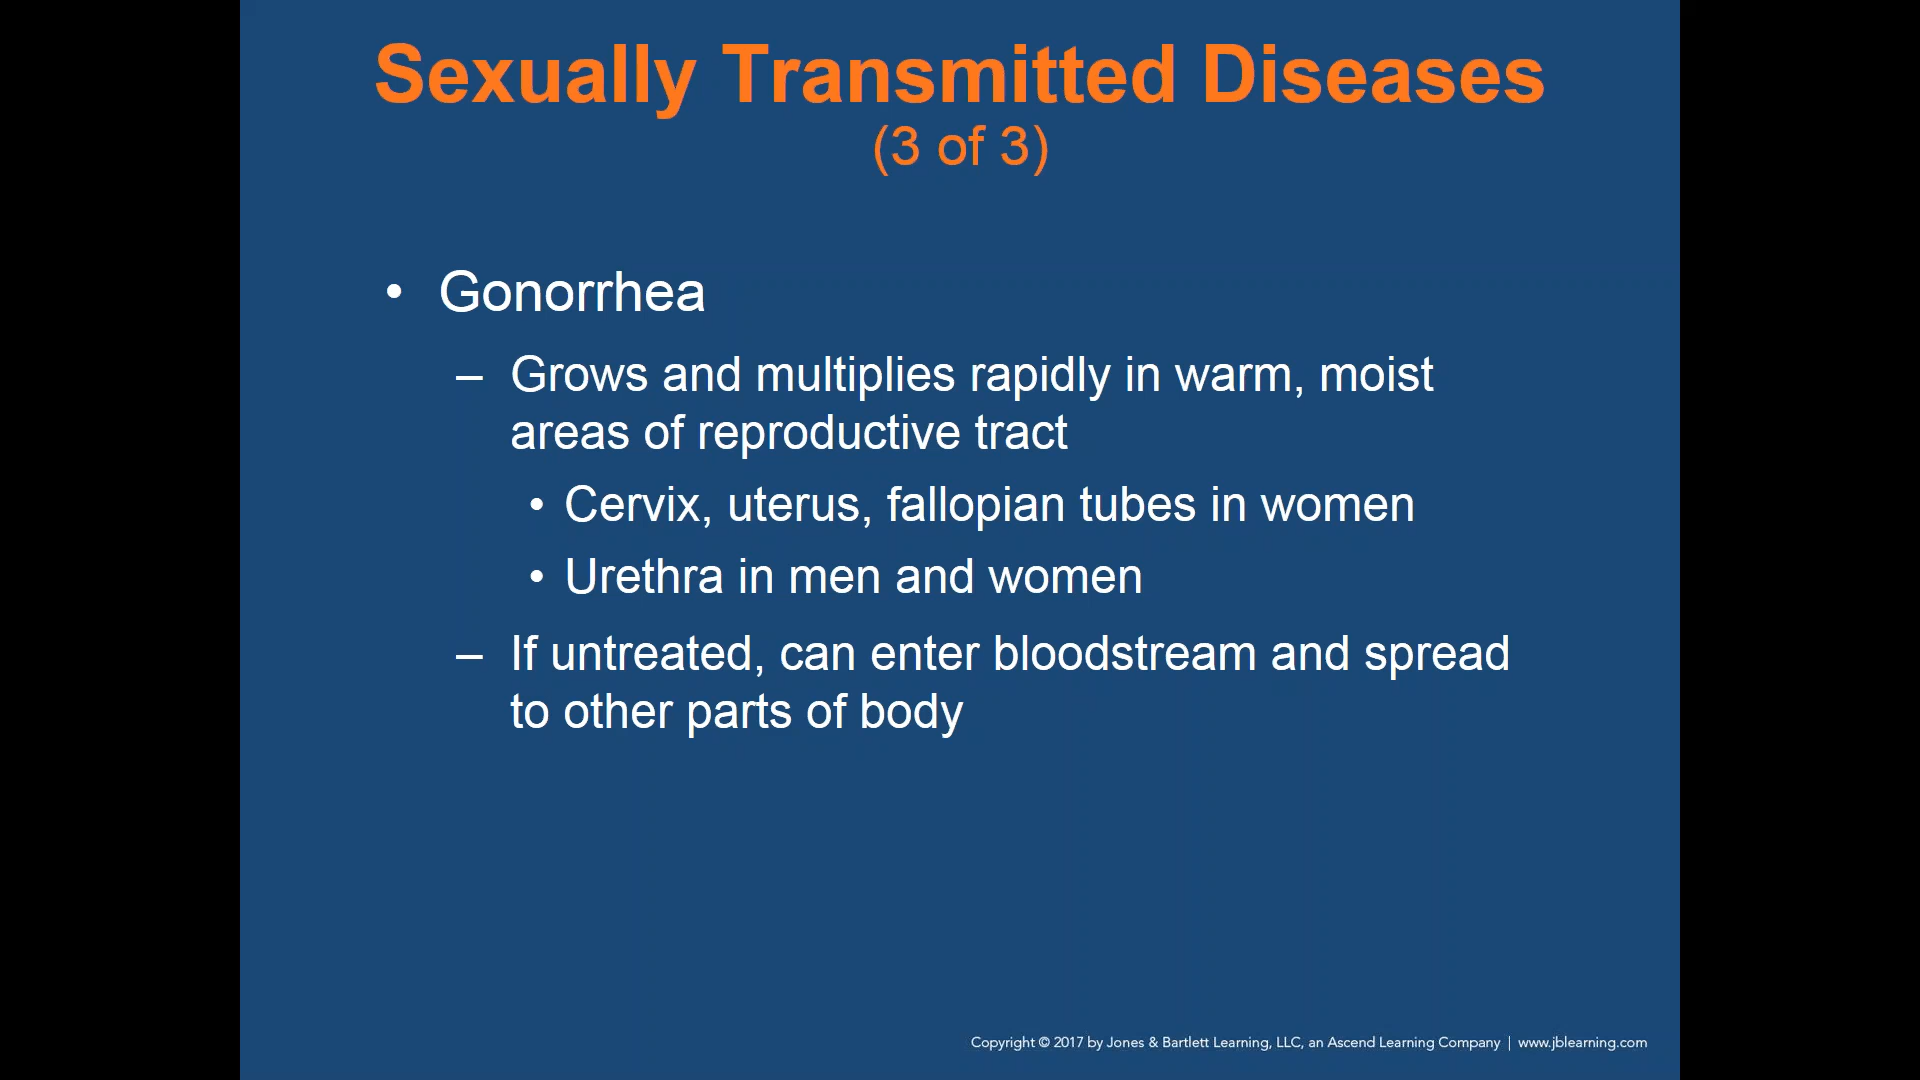 Sexually Transmitted Diseases
(3 of 3)
• Gonorrhea
– Grows and multiplies rapidly in warm, moist
areas of reproductive tract
• Cervix, uterus, fallopian tubes in women
• Urethra in men and women
– If untreated, can enter bloodstream and spread
to other parts of body
Copyright © 2017 by Jones & Bartlett Learning, LLC, an Ascend Learning Company | www.jblearning.com